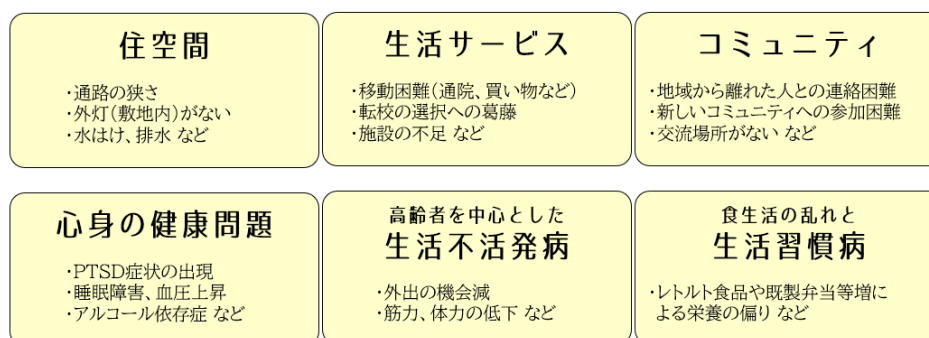 住空間
・通路の狭さ
・外灯(敷地内)がない
・水はけ、排水 など
生活サービス
・移動困難(通院、買い物など)
・転校の選択への葛藤
・施設の不足 など
コミュニティ
・地域から離れた人との連絡困難
・新しいコミュニティへの参加困難
・交流場所がない など
心身の健康問題
・PTSD症状の出現
・睡眠障害、血圧上昇
・アルコール依存症 など
高齢者を中心とした
生活不活発病
・外出の機会減
・筋力、体力の低下 など
食生活の乱れと
生活習慣病
・レトルト食品や既製弁当等増に
よる栄養の偏り など